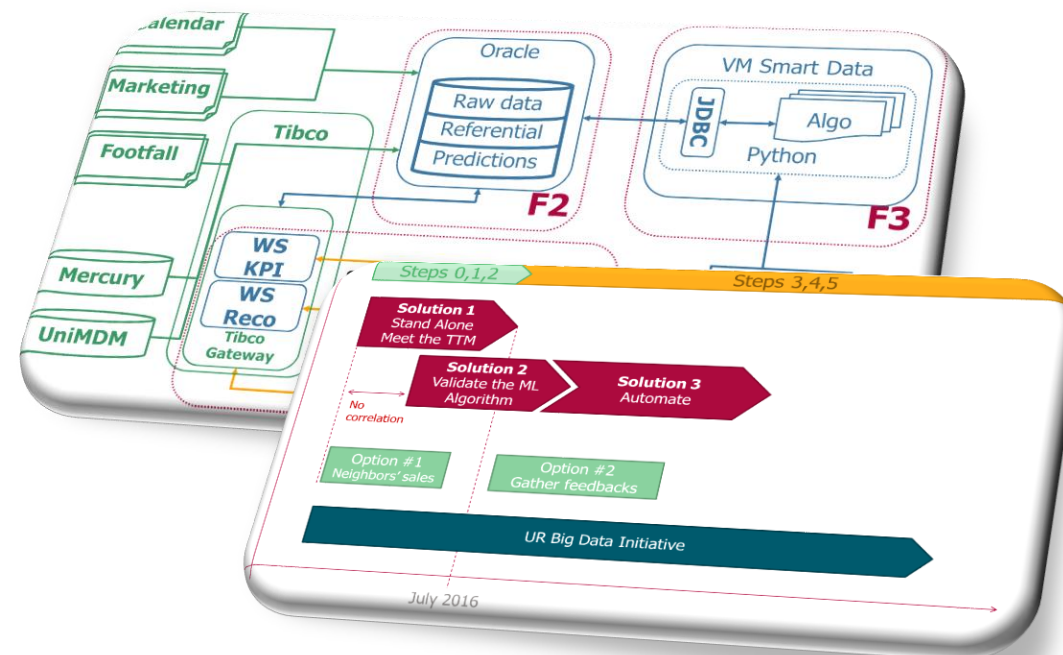 Calendar
Marketing
Footfall
Mercury
UniMDM
Tibco
WS
KPI
WS
Reco
Tibco
Gateway
Oracle
Raw data
Referential
Predictions
F2
VM Smart Data
JDBC
Algo
Python
F3
Steps 0,1,2
Steps 3,4,5
Solution 1
Stand Alone
Meet the TTM
Solution 2
Validate the ML
Algorithm
Solution 3
Automate
No
correlation
Option #1
Neighbors' sales
Option #2
Gather feedbacks
UR Big Data Initiative
July 2016